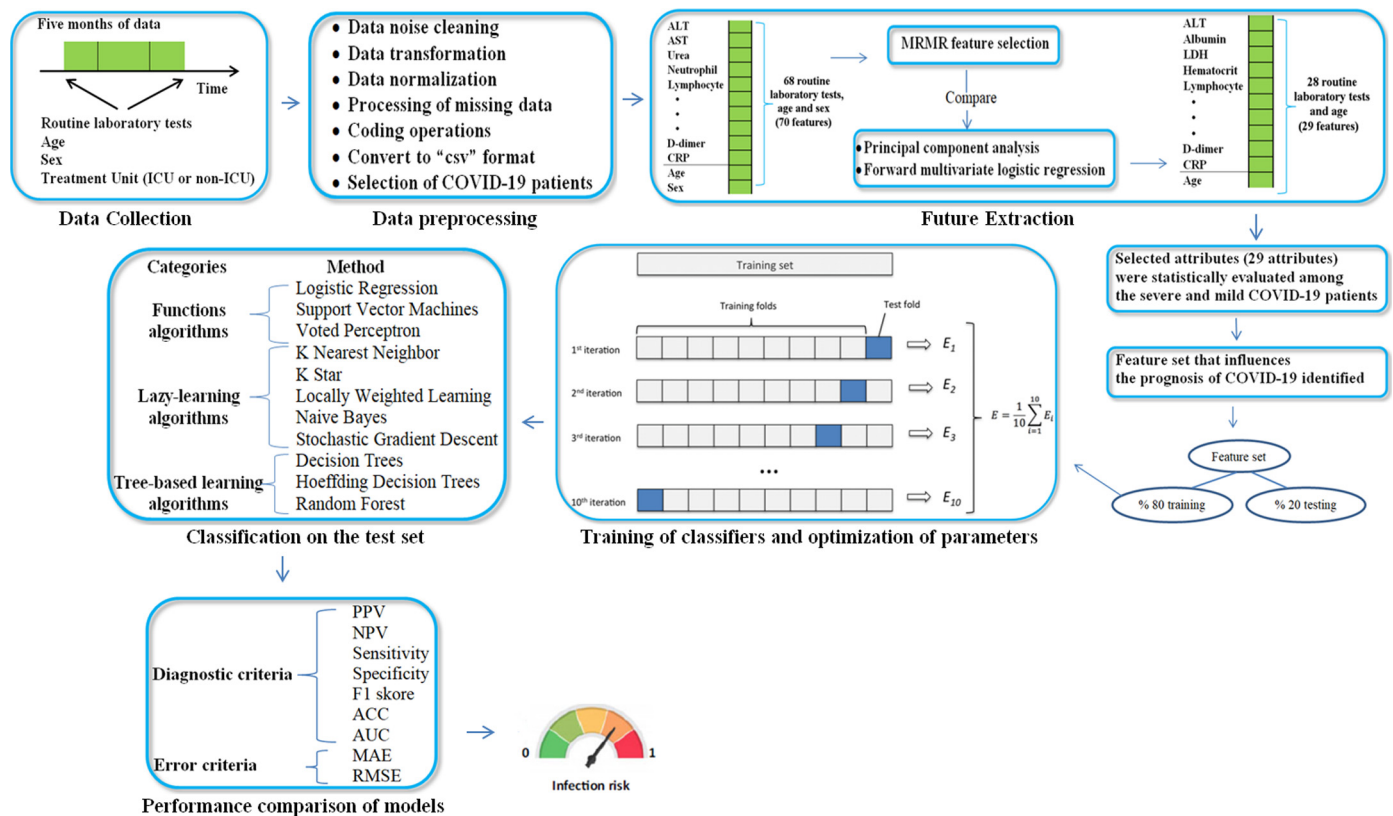 Five months of data
Time
Routine laboratory tests
Age
Sex
Treatment Unit (ICU or non-ICU)
Data Collection
• Data noise cleaning
• Data transformation
• Data normalization
• Processing of missing data
• Coding operations
• Convert to “csv” format
• Selection of COVID-19 patients
Data preprocessing
ALT
AST
Urea
Neutrophil
Lymphocyte
•
•
•
D-dimer
CRP
Age
Sex
68 routine
laboratory tests,
age and sex
(70 features)
MRMR feature selection
Compare
• Principal component analysis
• Forward multivariate logistic regression
ALT
Albumin
LDH
Hematocrit
Lymphocyte
•
•
•
D-dimer
CRP
Age
28 routine
laboratory tests
and age
(29 features)
Future Extraction
Selected attributes (29 attributes)
were statistically evaluated among
the severe and mild COVID-19 patients
Feature set that influences
the prognosis of COVID-19 identified
Feature set
% 80 training
% 20 testing
Training set
Training folds
Test fold
1st iteration
E1
2nd iteration
E2
3rd iteration
E3
...
10th iteration
E10
E = 1/10 ∑ i=1 10 Ei
Training of classifiers and optimization of parameters
Categories
Method
Functions
algorithms
Logistic Regression
Support Vector Machines
Voted Perceptron
Lazy-learning
algorithms
K Nearest Neighbor
K Star
Locally Weighted Learning
Naive Bayes
Stochastic Gradient Descent
Tree-based learning
algorithms
Decision Trees
Hoeffding Decision Trees
Random Forest
Classification on the test set
Diagnostic criteria
PPV
NPV
Sensitivity
Specificity
F1 skore
ACC
AUC
Error criteria
MAE
RMSE
Performance comparison of models
0
1
Infection risk